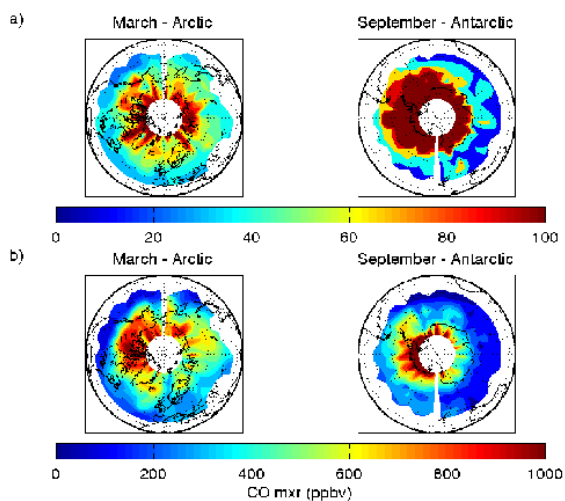 a)
March - Arctic
September - Antarctic
0 20 40 60 80 100
b)
March - Arctic
September - Antarctic
0 200 400 600 800 1000
CO mxr (ppbv)